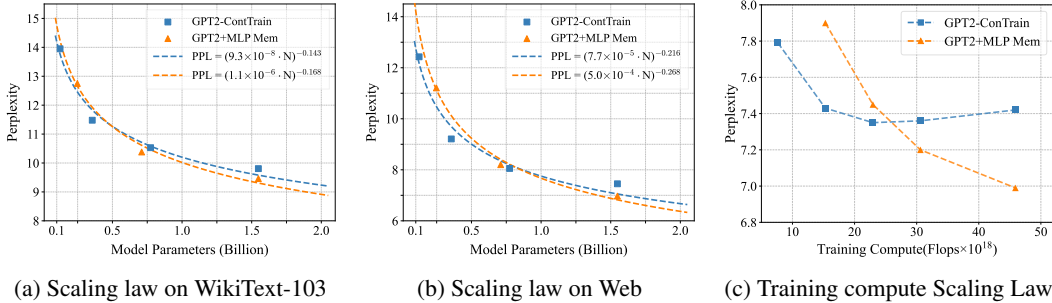 15
14
13
12
11
10
9
8
Perplexity
GPT2-ConTrain
GPT2+MLP Mem
PPL = (9.3×10⁻⁸ · N)⁻⁰·¹⁴³
PPL = (1.1×10⁻⁶ · N)⁻⁰·¹⁶⁸
0.1 0.5 1.0 1.5 2.0
Model Parameters (Billion)
(a) Scaling law on WikiText-103
14
12
10
8
6
Perplexity
GPT2-ConTrain
GPT2+MLP Mem
PPL = (7.7×10⁻⁵ · N)⁻⁰·²¹⁶
PPL = (5.0×10⁻⁴ · N)⁻⁰·²⁶⁸
0.1 0.5 1.0 1.5 2.0
Model Parameters (Billion)
(b) Scaling law on Web
8.0
7.8
7.6
7.4
7.2
7.0
6.8
Perplexity
GPT2-ConTrain
GPT2+MLP Mem
10 20 30 40 50
Training Compute(Flops×10¹⁸)
(c) Training compute Scaling Law